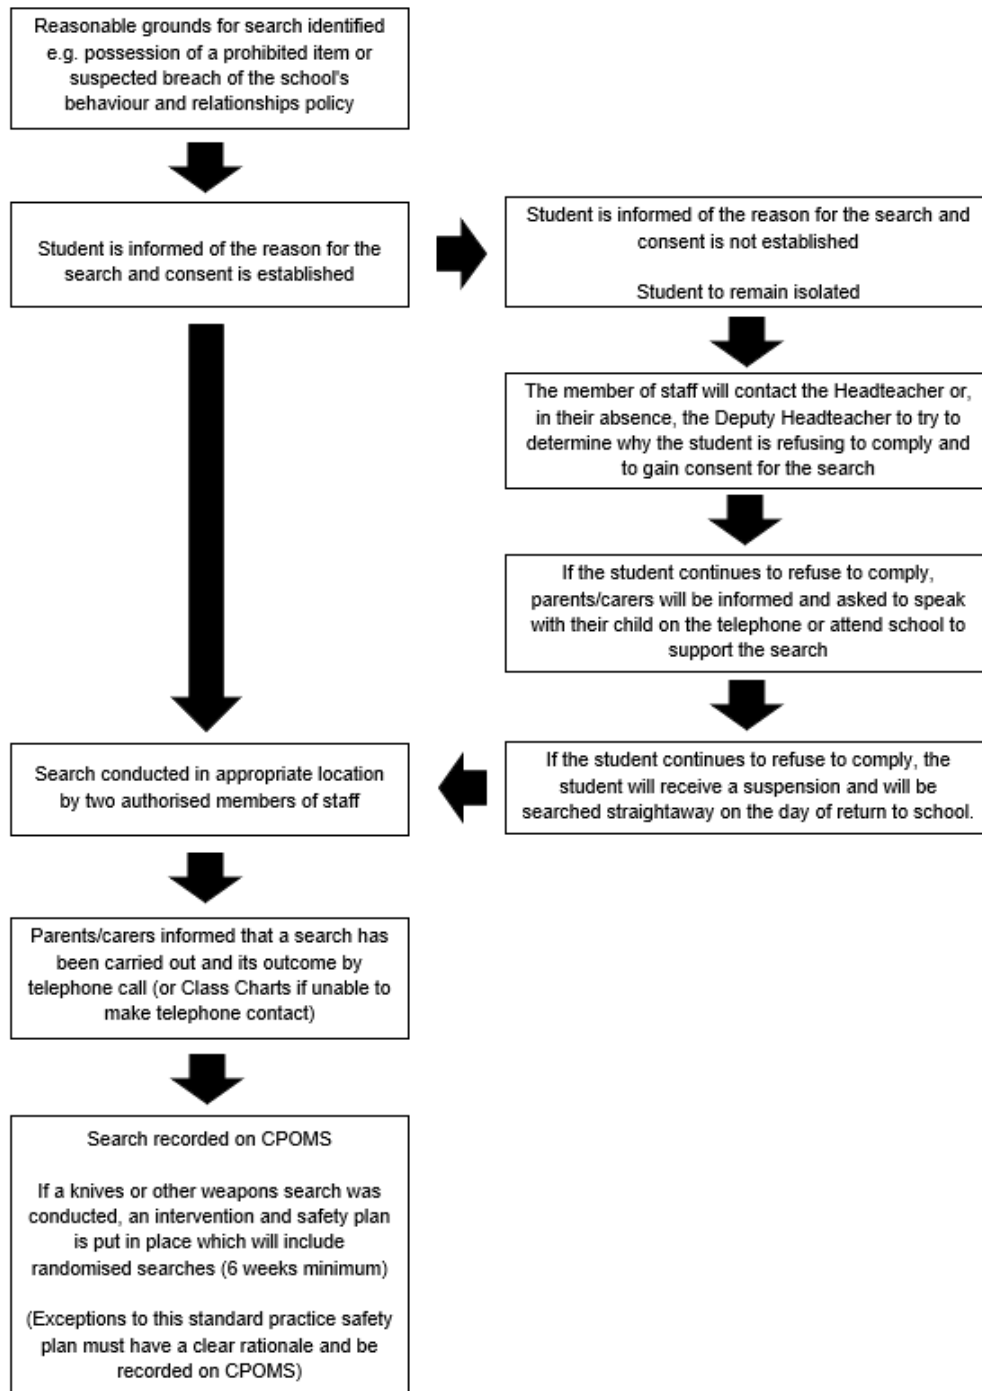 Reasonable grounds for search identified
e.g. possession of a prohibited item or
suspected breach of the school's
behaviour and relationships policy
Student is informed of the reason for the
search and consent is established
Student is informed of the reason for the search and
consent is not established
Student to remain isolated
The member of staff will contact the Headteacher or,
in their absence, the Deputy Headteacher to try to
determine why the student is refusing to comply and
to gain consent for the search
If the student continues to refuse to comply,
parents/carers will be informed and asked to speak
with their child on the telephone or attend school to
support the search
If the student continues to refuse to comply, the
student will receive a suspension and will be
searched straightaway on the day of return to school.
Search conducted in appropriate location
by two authorised members of staff
Parents/carers informed that a search has
been carried out and its outcome by
telephone call (or Class Charts if unable to
make telephone contact)
Search recorded on CPOMS
If a knives or other weapons search was
conducted, an intervention and safety plan
is put in place which will include
randomised searches (6 weeks minimum)
(Exceptions to this standard practice safety
plan must have a clear rationale and be
recorded on CPOMS)